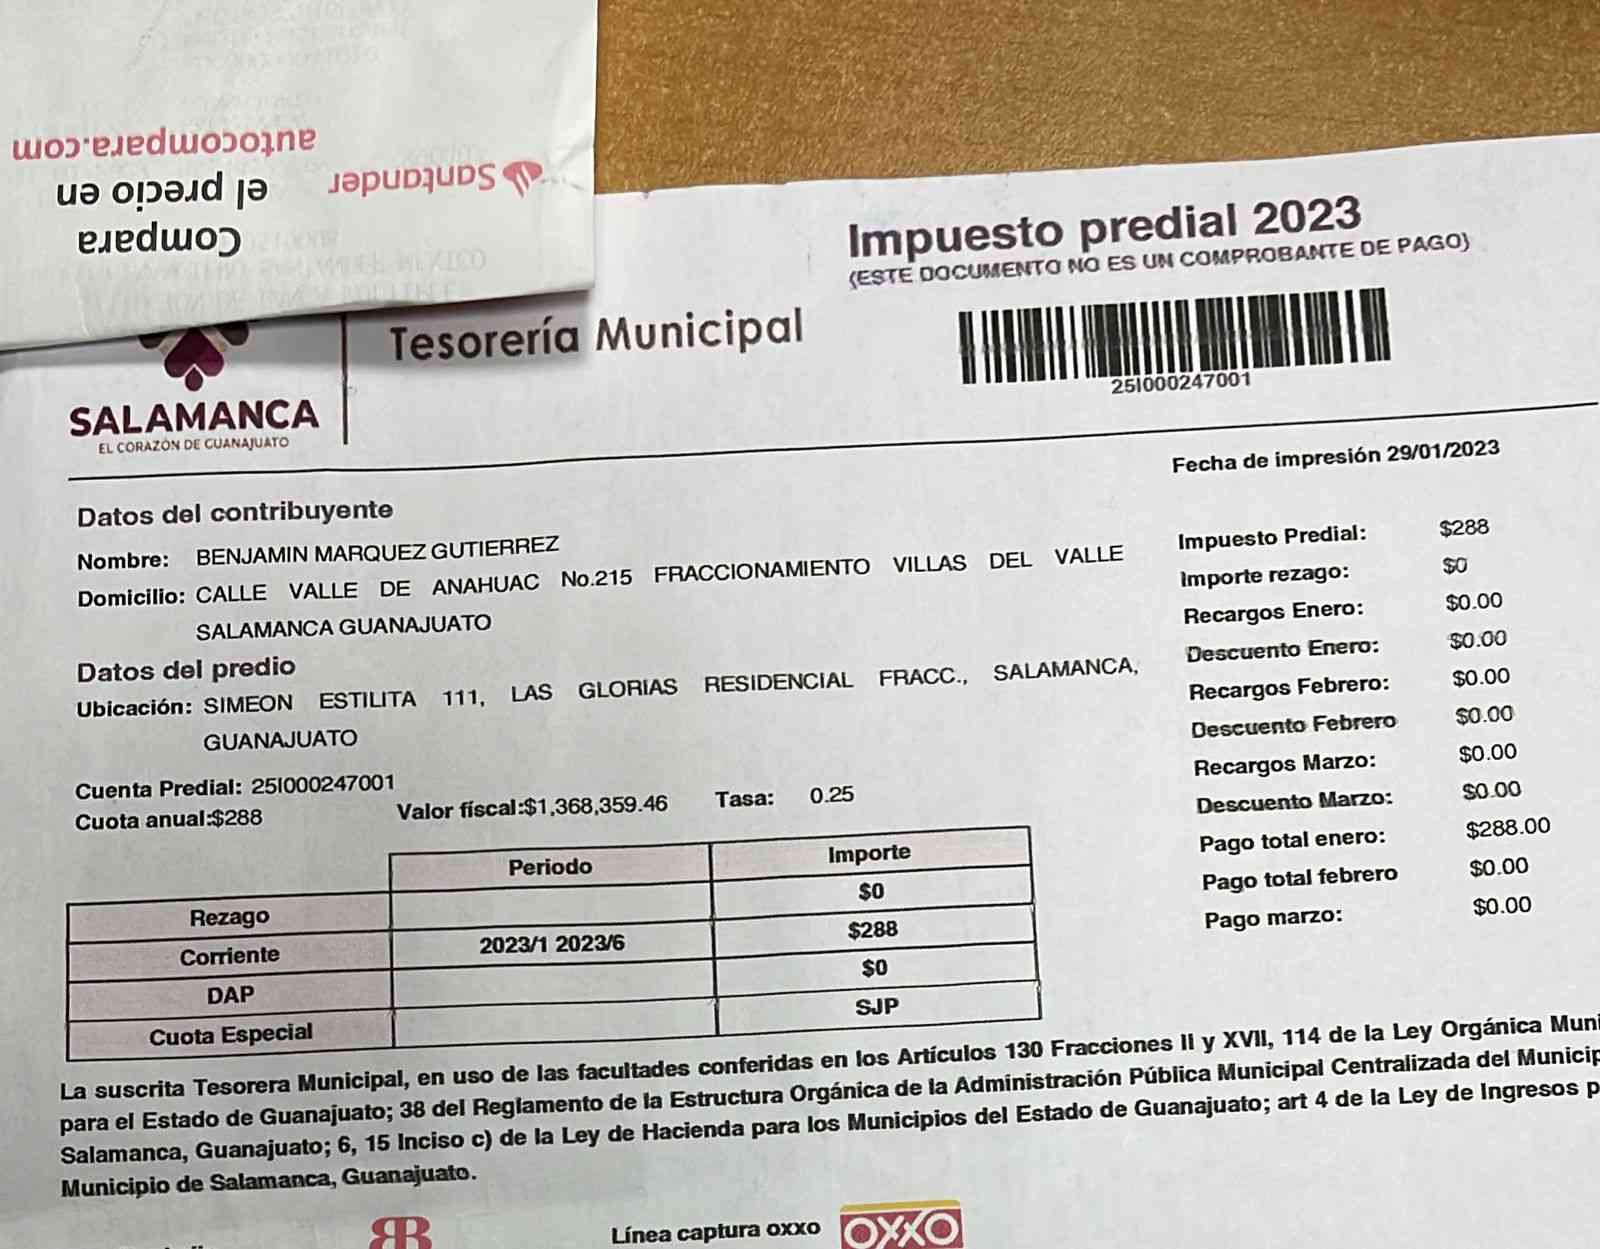 autocompara.com
Santander
Compara
el precio en
Impuesto predial 2023
(ESTE DOCUMENTO NO ES UN COMPROBANTE DE PAGO)
Tesorería Municipal
25I000247001
SALAMANCA
EL CORAZÓN DE GUANAJUATO
Fecha de impresión 29/01/2023
Datos del contribuyente
Nombre: BENJAMIN MARQUEZ GUTIERREZ
Domicilio: CALLE VALLE DE ANAHUAC No.215 FRACCIONAMIENTO VILLAS DEL VALLE
SALAMANCA GUANAJUATO
Datos del predio
Ubicación: SIMEON ESTILITA 111, LAS GLORIAS RESIDENCIAL FRACC., SALAMANCA,
GUANAJUATO
Cuenta Predial: 25I000247001
Cuota anual:$288 Valor físcal:$1,368,359.46 Tasa: 0.25
Impuesto Predial: $288
Importe rezago: $0
Recargos Enero: $0.00
Descuento Enero: $0.00
Recargos Febrero: $0.00
Descuento Febrero $0.00
Recargos Marzo: $0.00
Descuento Marzo: $0.00
Pago total enero: $288.00
Pago total febrero $0.00
Pago marzo: $0.00
Periodo Importe
Rezago $0
Corriente 2023/1 2023/6 $288
DAP $0
Cuota Especial SJP
La suscrita Tesorera Municipal, en uso de las facultades conferidas en los Artículos 130 Fracciones II y XVII, 114 de la Ley Orgánica Muni
para el Estado de Guanajuato; 38 del Reglamento de la Estructura Orgánica de la Administración Pública Municipal Centralizada del Municip
Salamanca, Guanajuato; 6, 15 Inciso c) de la Ley de Hacienda para los Municipios del Estado de Guanajuato; art 4 de la Ley de Ingresos p
Municipio de Salamanca, Guanajuato.
Línea captura oxxo OXXO